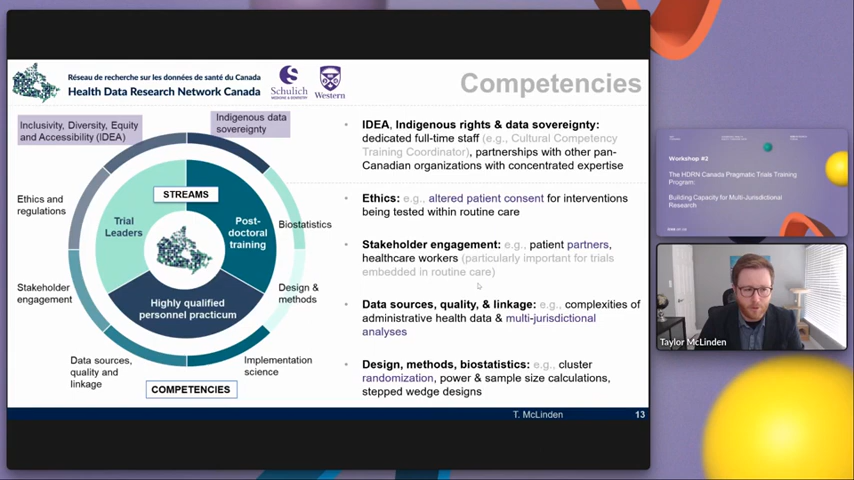 Réseau de recherche sur les données de santé du Canada
Health Data Research Network Canada
Schulich
MEDICINE & DENTISTRY
Western
Competencies
Inclusivity, Diversity, Equity
and Accessibility (IDEA)
Indigenous data
sovereignty
Ethics and
regulations
Biostatistics
Stakeholder
engagement
Design &
methods
Data sources,
quality and
linkage
Implementation
science
STREAMS
Trial
Leaders
Post-
doctoral
training
Highly qualified
personnel practicum
COMPETENCIES
• IDEA, Indigenous rights & data sovereignty:
dedicated full-time staff (e.g., Cultural Competency
Training Coordinator), partnerships with other pan-
Canadian organizations with concentrated expertise
• Ethics: e.g., altered patient consent for interventions
being tested within routine care
• Stakeholder engagement: e.g., patient partners,
healthcare workers (particularly important for trials
embedded in routine care)
• Data sources, quality, & linkage: e.g., complexities of
administrative health data & multi-jurisdictional
analyses
• Design, methods, biostatistics: e.g., cluster
randomization, power & sample size calculations,
stepped wedge designs
T. McLinden
13
Workshop #2
The HDRN Canada Pragmatic Trials Training
Program:
Building Capacity for Multi-Jurisdictional
Research
Taylor McLinden